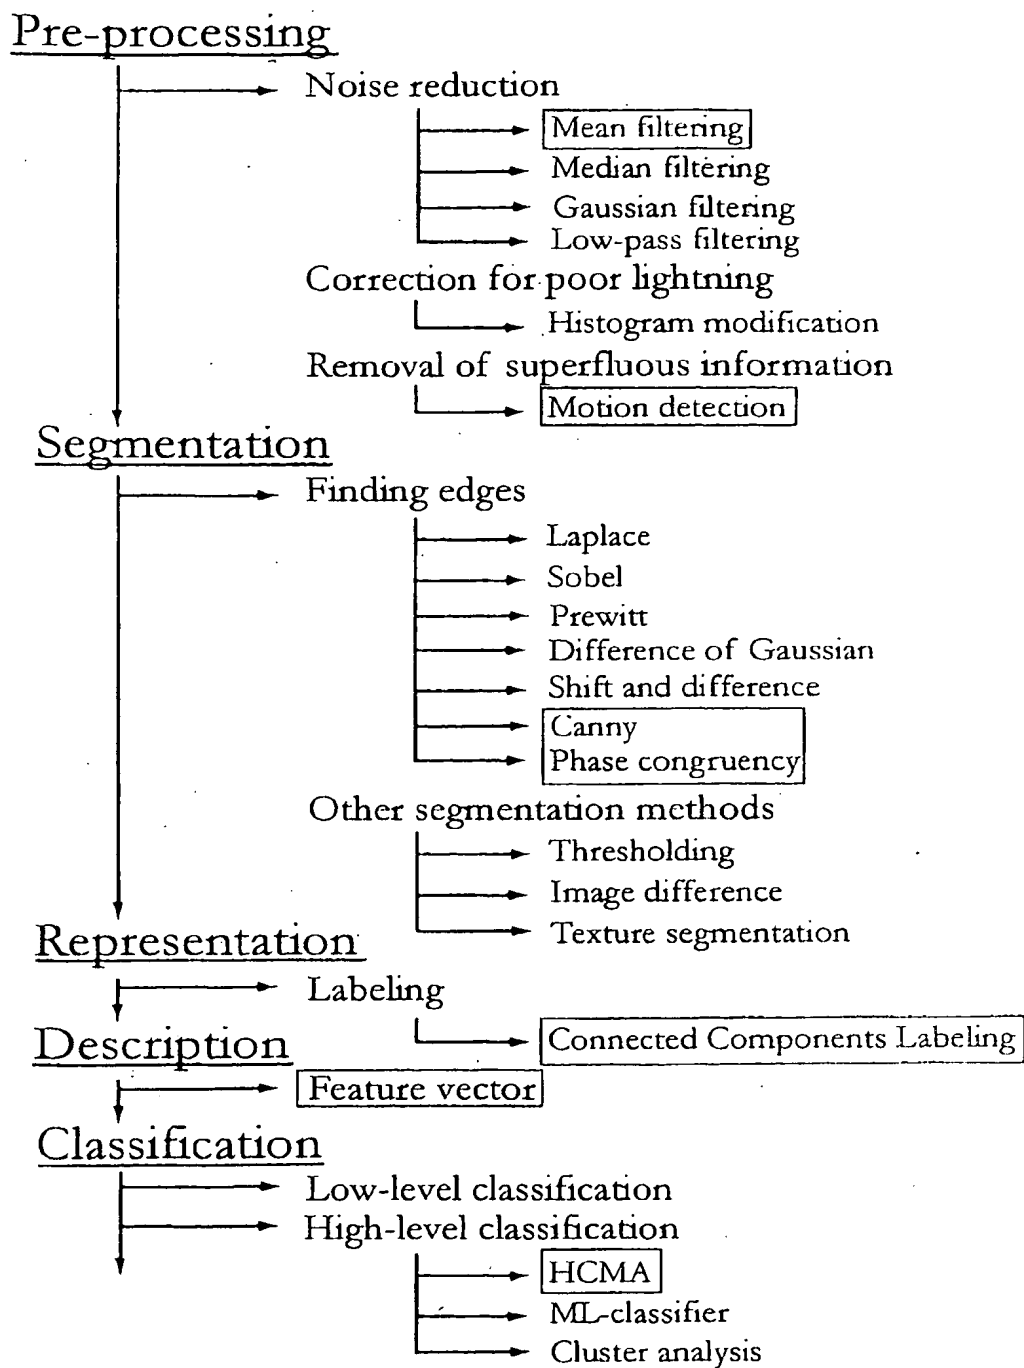 Pre-processing
Noise reduction
Mean filtering
Median filtering
Gaussian filtering
Low-pass filtering
Correction for poor lightning
Histogram modification
Removal of superfluous information
Motion detection
Segmentation
Finding edges
Laplace
Sobel
Prewitt
Difference of Gaussian
Shift and difference
Canny
Phase congruency
Other segmentation methods
Thresholding
Image difference
Texture segmentation
Representation
Labeling
Connected Components Labeling
Description
Feature vector
Classification
Low-level classification
High-level classification
HCMA
ML-classifier
Cluster analysis